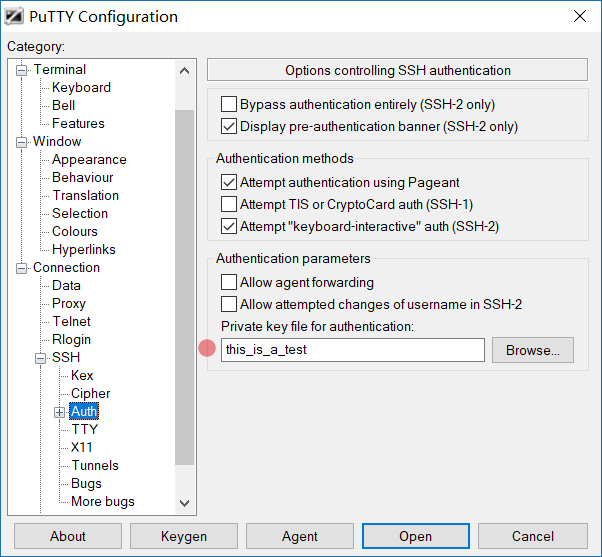 PuTTY Configuration
Category:
Terminal
Keyboard
Bell
Features
Window
Appearance
Behaviour
Translation
Selection
Colours
Hyperlinks
Connection
Data
Proxy
Telnet
Rlogin
SSH
Kex
Cipher
Auth
TTY
X11
Tunnels
Bugs
More bugs
Options controlling SSH authentication
Bypass authentication entirely (SSH-2 only)
Display pre-authentication banner (SSH-2 only)
Authentication methods
Attempt authentication using Pageant
Attempt TIS or CryptoCard auth (SSH-1)
Attempt "keyboard-interactive" auth (SSH-2)
Authentication parameters
Allow agent forwarding
Allow attempted changes of username in SSH-2
Private key file for authentication:
this_is_a_test
Browse...
About
Keygen
Agent
Open
Cancel